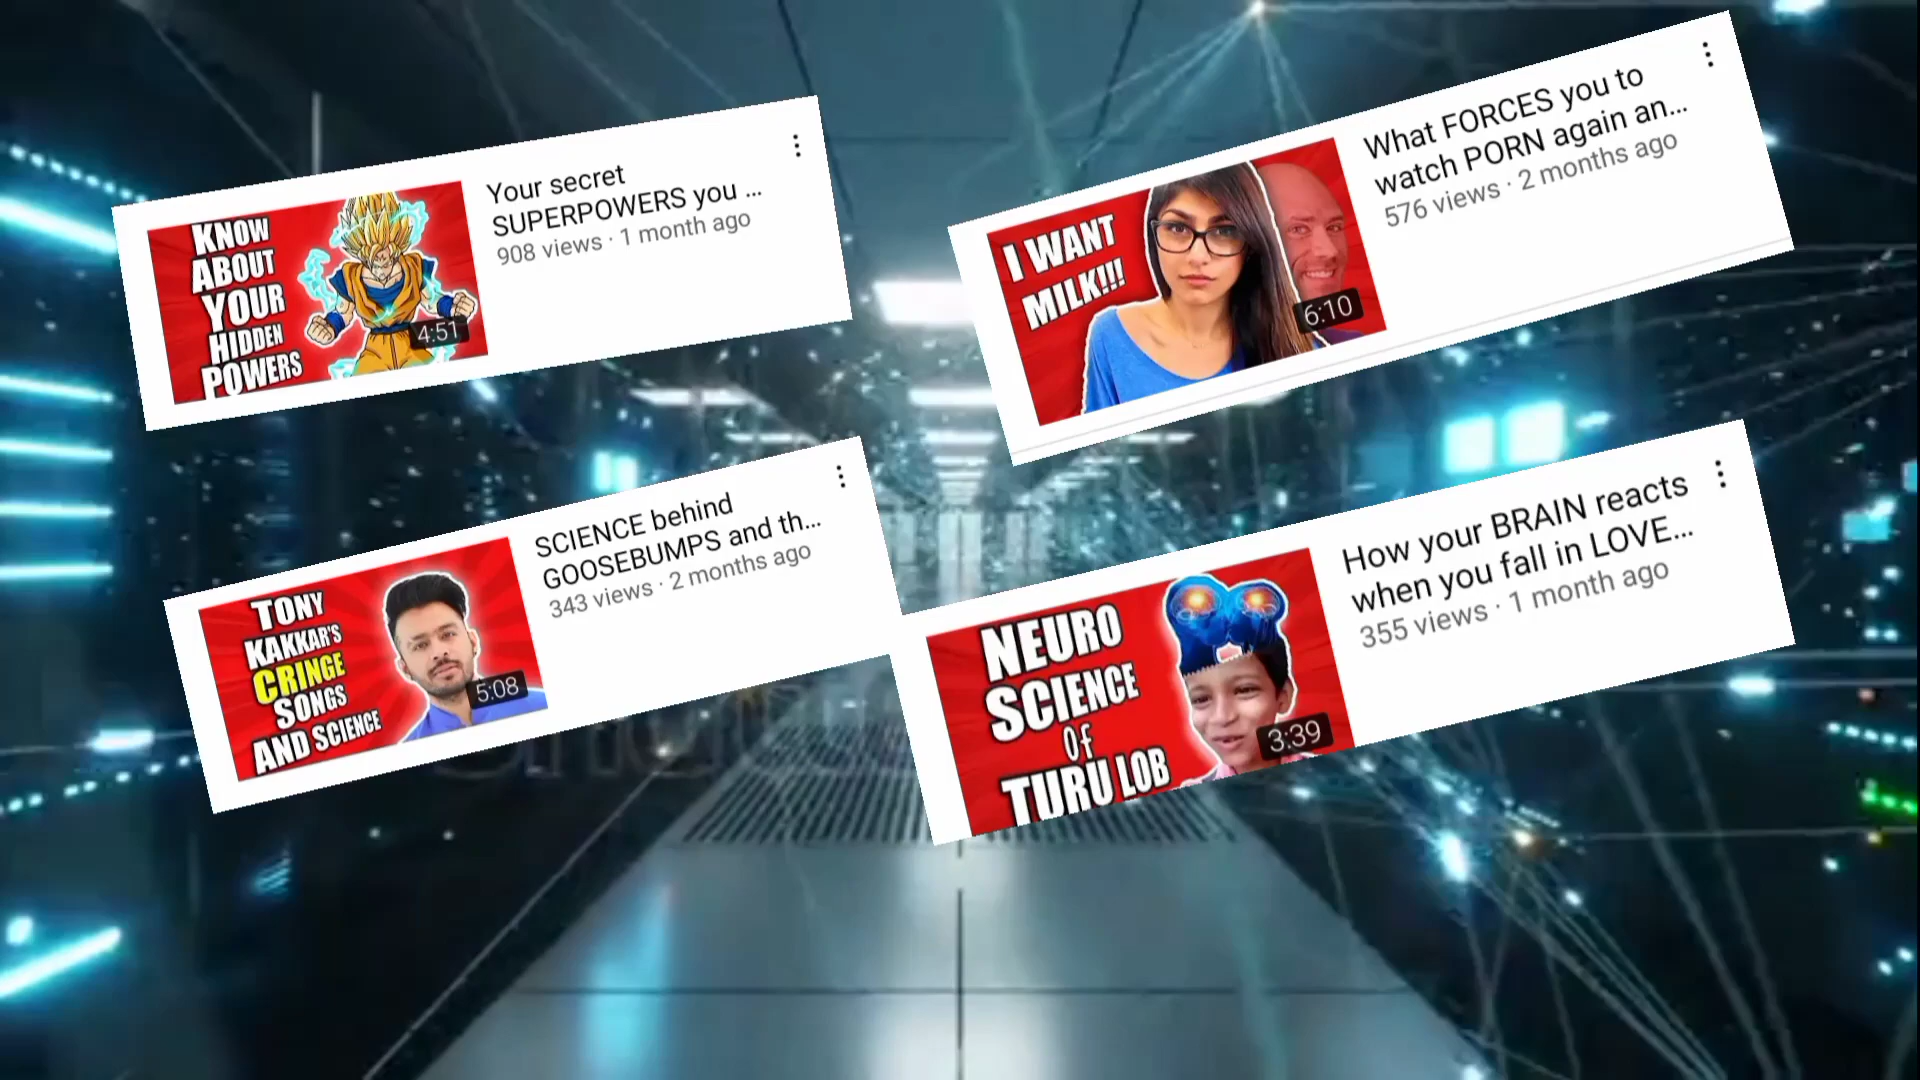 KNOW
ABOUT
YOUR
HIDDEN
POWERS
4:51
Your secret
SUPERPOWERS you ...
908 views · 1 month ago
I WANT
MILK!!!
6:10
What FORCES you to
watch PORN again an...
576 views · 2 months ago
TONY
KAKKAR'S
CRINGE
SONGS
AND SCIENCE
5:08
SCIENCE behind
GOOSEBUMPS and th...
343 views · 2 months ago
NEURO
SCIENCE
Of
TURU LOB
3:39
How your BRAIN reacts
when you fall in LOVE...
355 views · 1 month ago